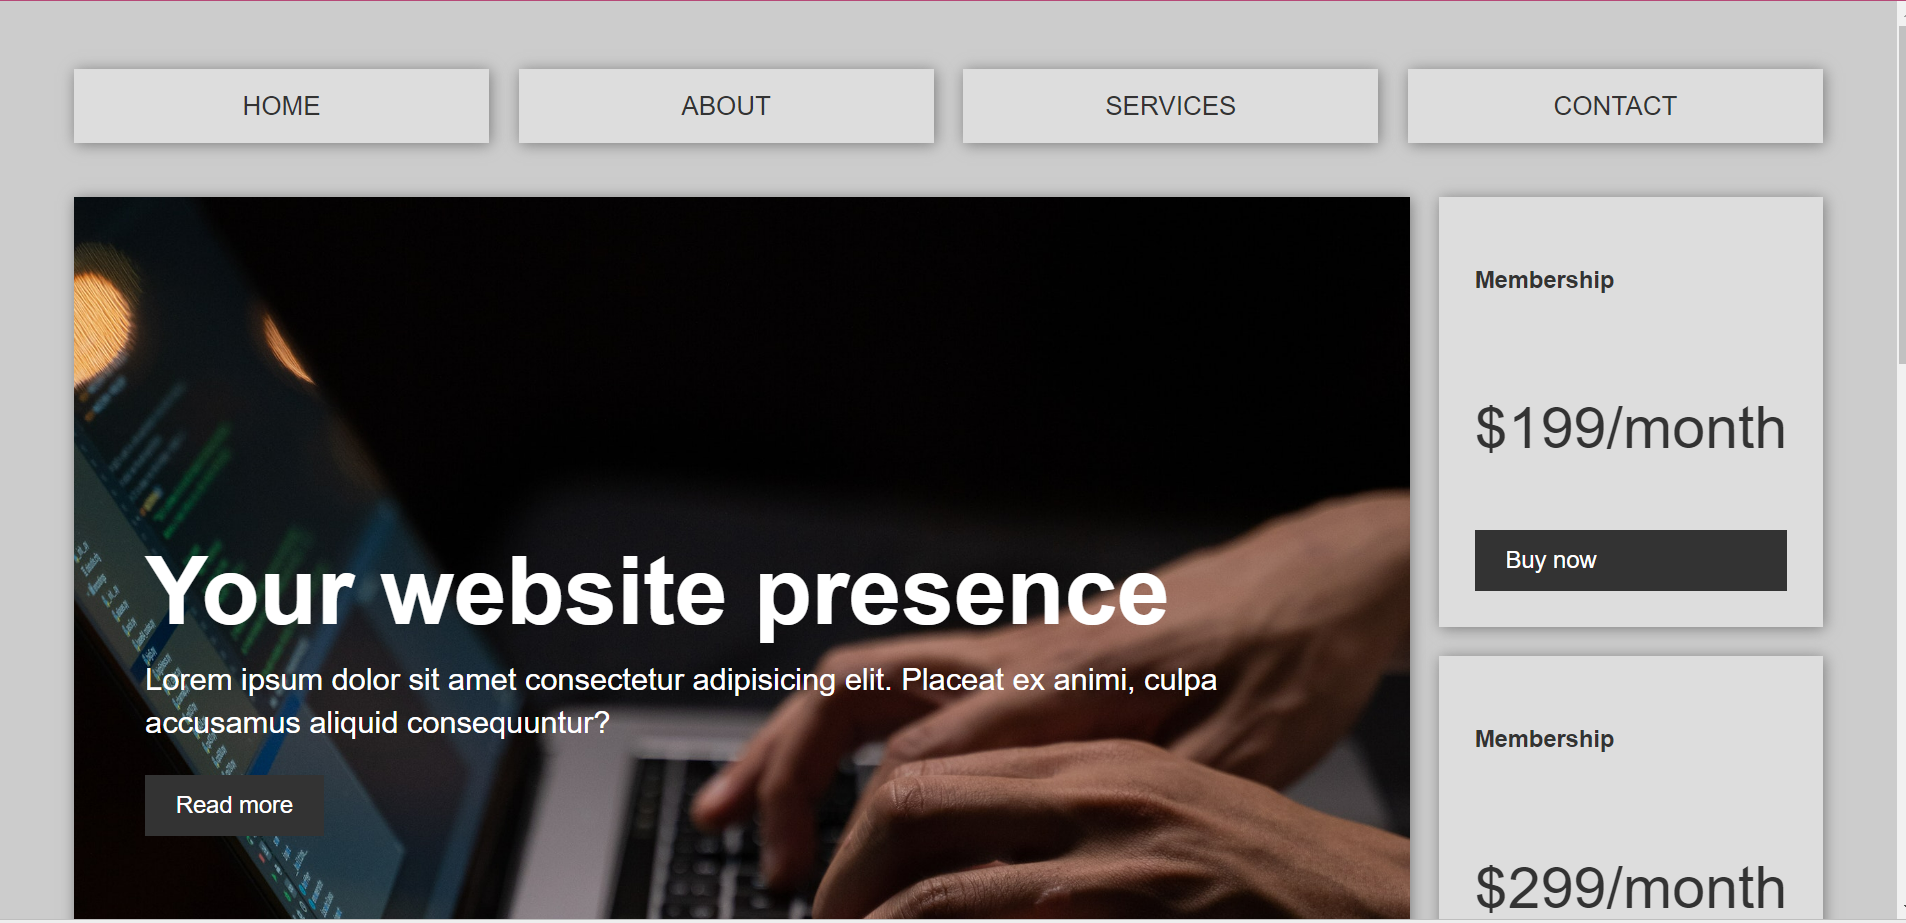 HOME
ABOUT
SERVICES
CONTACT
Your website presence
Lorem ipsum dolor sit amet consectetur adipisicing elit. Placeat ex animi, culpa
accusamus aliquid consequuntur?
Read more
Membership
$199/month
Buy now
Membership
$299/month